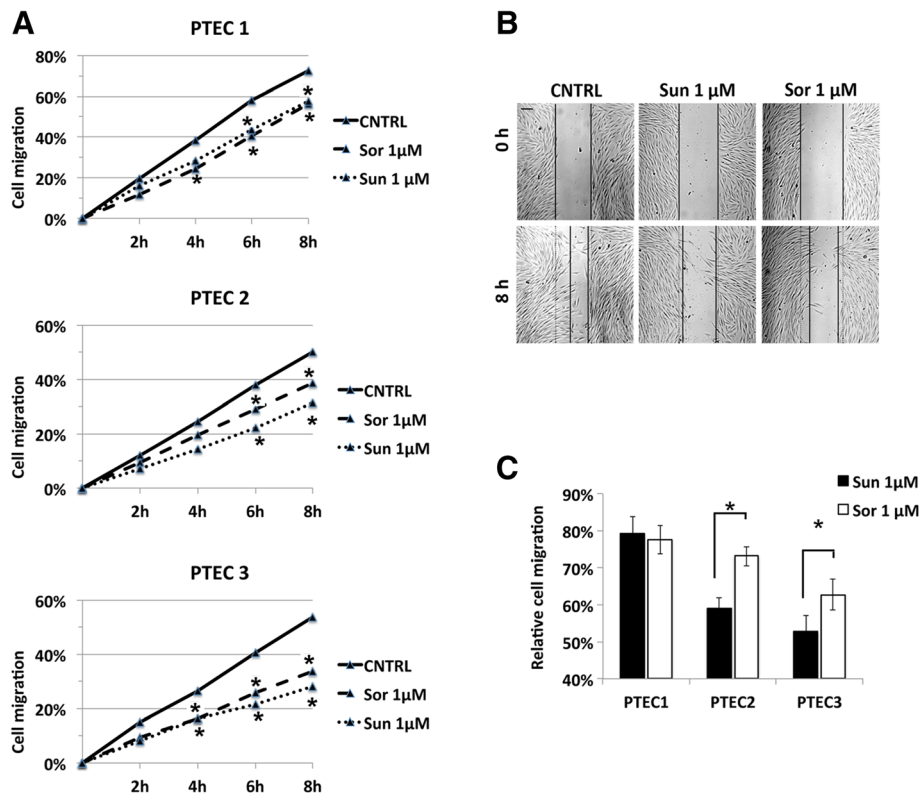 A
PTEC 1
80%
60%
40%
20%
0%
Cell migration
2h 4h 6h 8h
* * * * *
CNTRL
Sor 1µM
Sun 1 µM
PTEC 2
60%
40%
20%
0%
Cell migration
2h 4h 6h 8h
* * * *
CNTRL
Sor 1µM
Sun 1µM
PTEC 3
60%
40%
20%
0%
Cell migration
2h 4h 6h 8h
* * * * * *
CNTRL
Sor 1µM
Sun 1µM
B
CNTRL Sun 1 µM Sor 1 µM
0 h
8 h
C
Sun 1µM
Sor 1 µM
90%
80%
70%
60%
50%
40%
Relative cell migration
* *
PTEC1 PTEC2 PTEC3